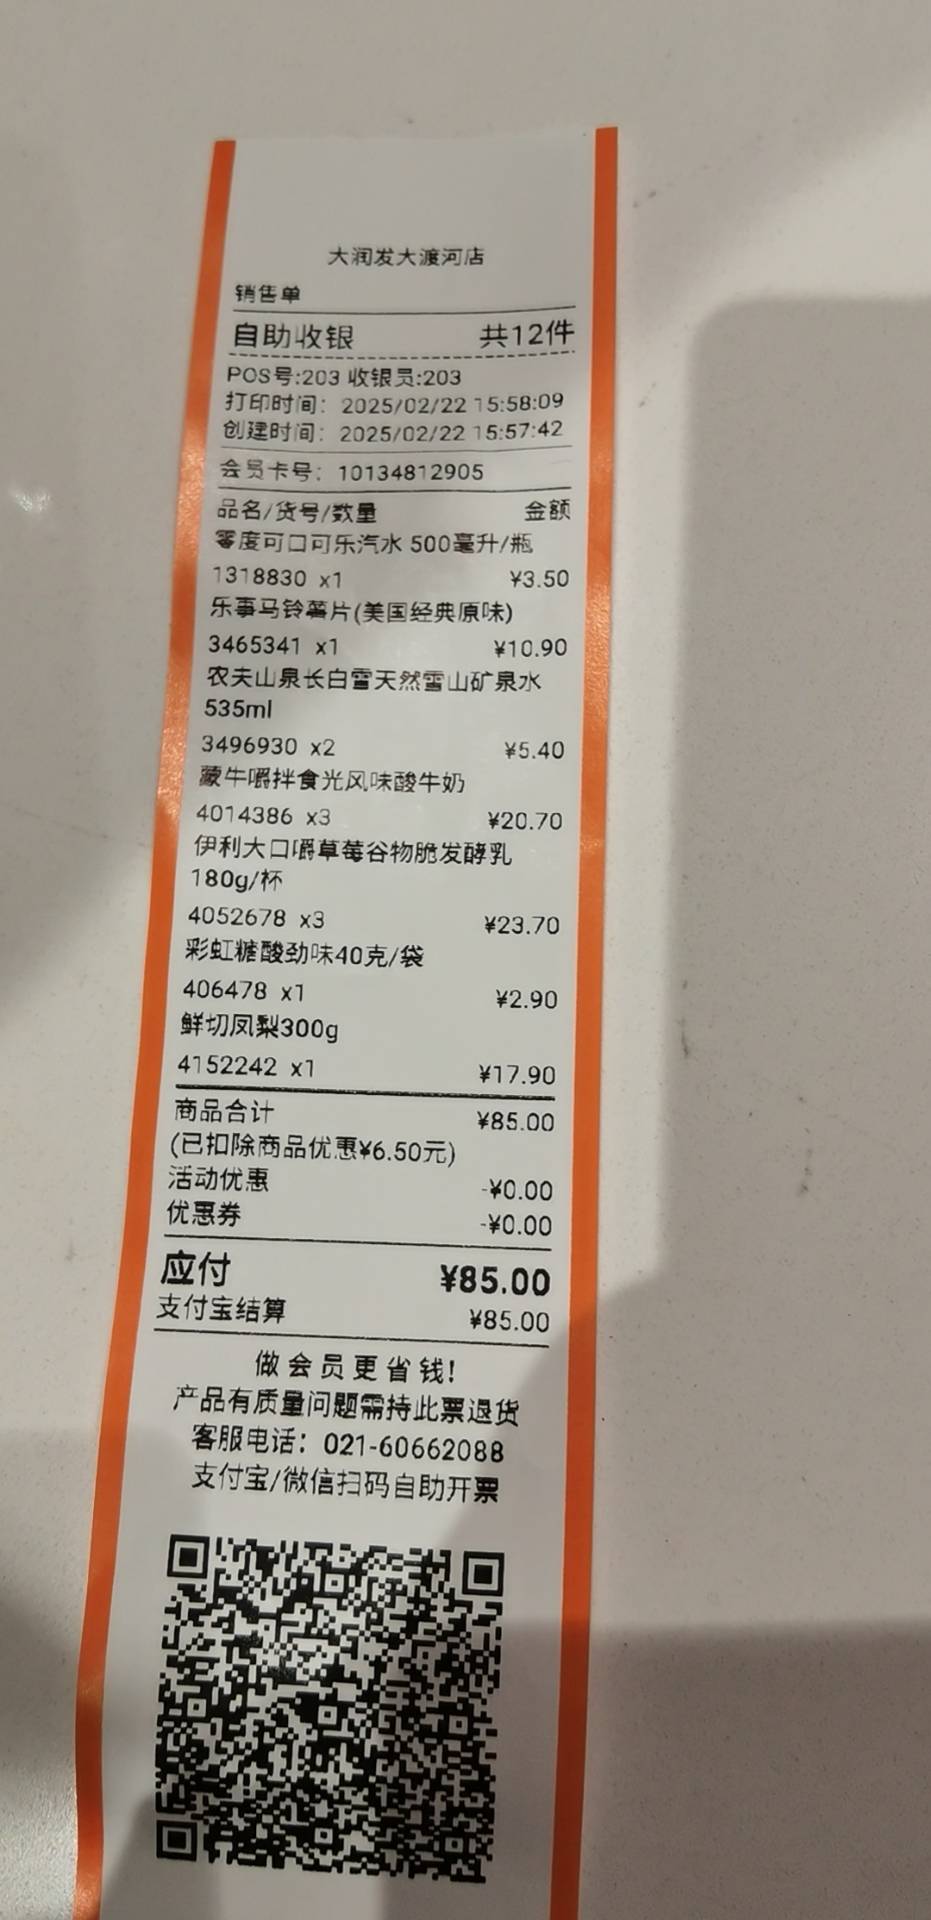 大润发大渡河店
销售单
自助收银 共12件
POS号:203 收银员:203
打印时间： 2025/02/22 15:58:09
创建时间： 2025/02/22 15:57:42
会员卡号： 10134812905
品名/货号/数量 金额
零度可口可乐汽水 500毫升/瓶
1318830 x1 ¥3.50
乐事马铃薯片(美国经典原味)
3465341 x1 ¥10.90
农夫山泉长白雪天然雪山矿泉水
535ml
3496930 x2 ¥5.40
蒙牛嚼拌食光风味酸牛奶
4014386 x3 ¥20.70
伊利大口嚼草莓谷物脆发酵乳
180g/杯
4052678 x3 ¥23.70
彩虹糖酸劲味40克/袋
406478 x1 ¥2.90
鲜切凤梨300g
4152242 x1 ¥17.90
商品合计 ¥85.00
(已扣除商品优惠¥6.50元)
活动优惠 -¥0.00
优惠券 -¥0.00
应付 ¥85.00
支付宝结算 ¥85.00
做会员更省钱!
产品有质量问题需持此票退货
客服电话：021-60662088
支付宝/微信扫码自助开票